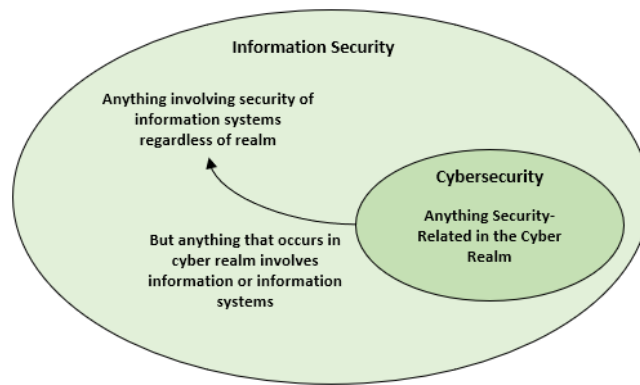 Information Security
Anything involving security of
information systems
regardless of realm
Cybersecurity
Anything Security-
Related in the Cyber
Realm
But anything that occurs in
cyber realm involves
information or information
systems